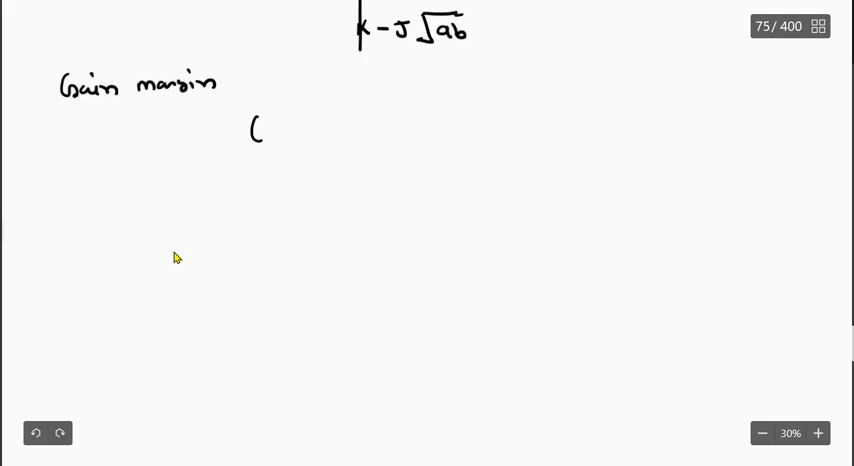 75/400
x - J √ab
Gain margin
(
30%